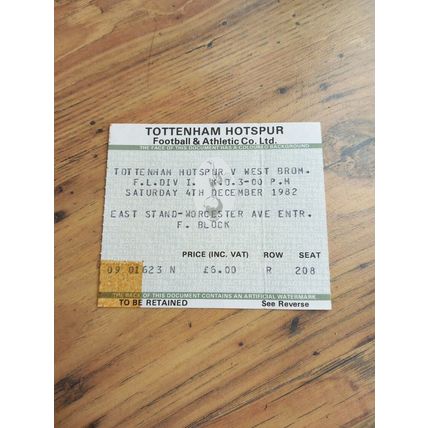 TOTTENHAM HOTSPUR
Football & Athletic Co. Ltd.
THE FACE OF THIS DOCUMENT HAS A COLOURED BACKGROUND
TOTTENHAM HOTSPUR V WEST BROM.
F.L.DIV I. K.O.3-00 P.M
SATURDAY 4TH DECEMBER 1982
EAST STAND-WORCESTER AVE ENTR.
F. BLOCK
PRICE (INC. VAT) ROW SEAT
09 01623 N £6.00 R 208
THE BACK OF THIS DOCUMENT CONTAINS AN ARTIFICIAL WATERMARK
TO BE RETAINED See Reverse